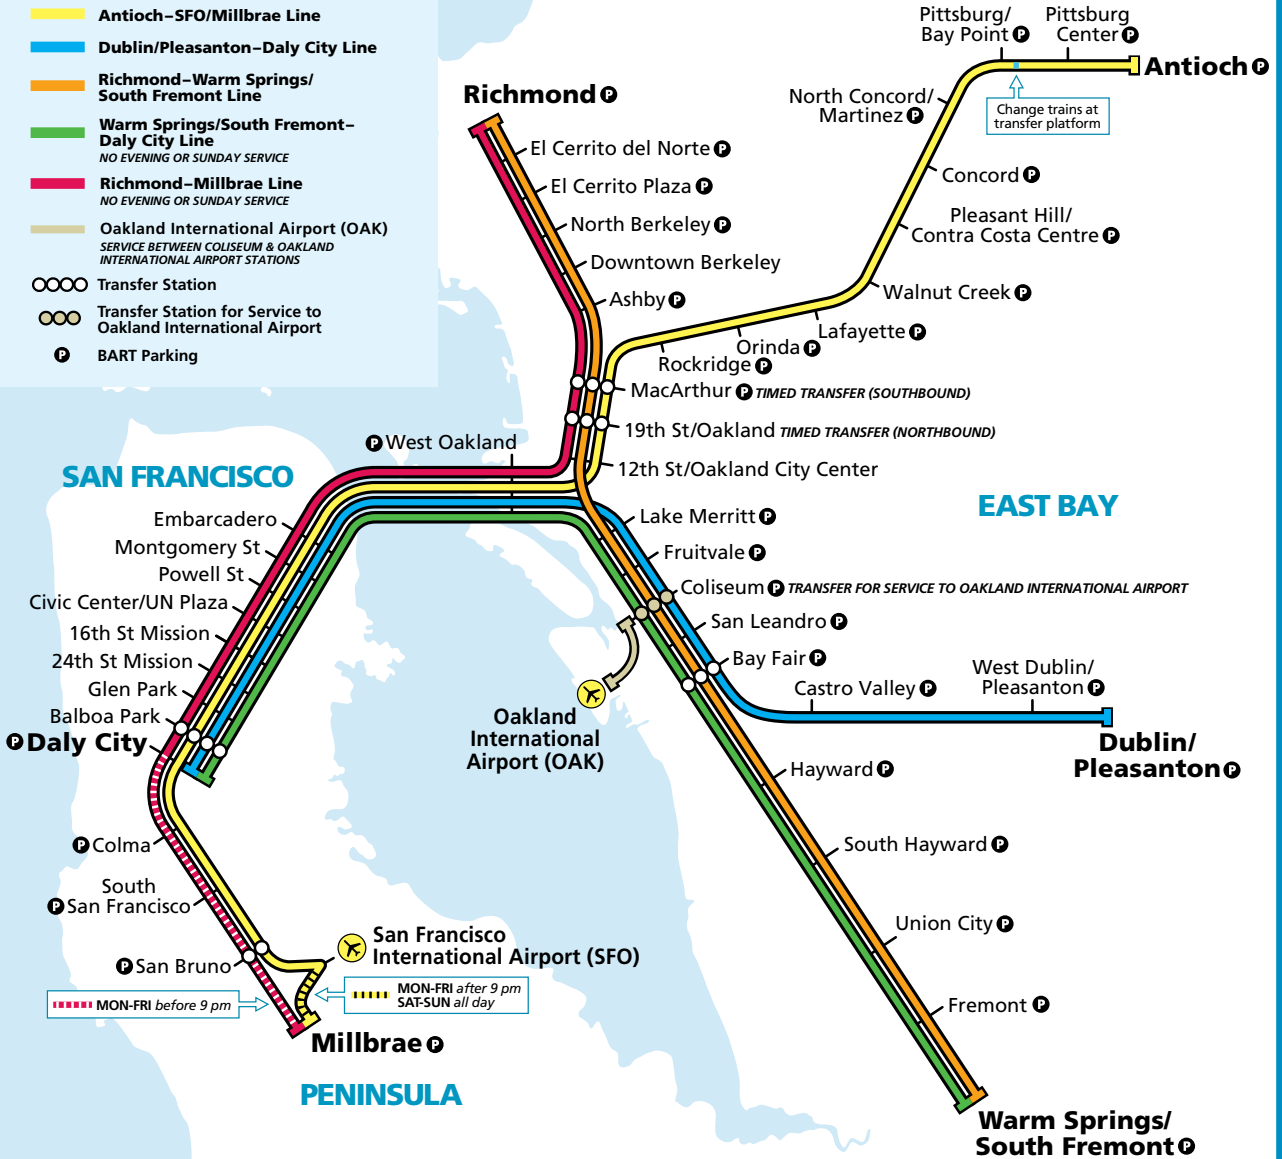 Antioch–SFO/Millbrae Line
Dublin/Pleasanton–Daly City Line
Richmond–Warm Springs/
South Fremont Line
Warm Springs/South Fremont–
Daly City Line
NO EVENING OR SUNDAY SERVICE
Richmond–Millbrae Line
NO EVENING OR SUNDAY SERVICE
Oakland International Airport (OAK)
SERVICE BETWEEN COLISEUM & OAKLAND
INTERNATIONAL AIRPORT STATIONS
Transfer Station
Transfer Station for Service to
Oakland International Airport
P BART Parking
Pittsburg/
Bay Point P
Pittsburg
Center P
Antioch P
Change trains at
transfer platform
North Concord/
Martinez P
Concord P
Pleasant Hill/
Contra Costa Centre P
Walnut Creek P
Lafayette P
Orinda P
Rockridge P
Richmond P
El Cerrito del Norte P
El Cerrito Plaza P
North Berkeley P
Downtown Berkeley
Ashby P
MacArthur P TIMED TRANSFER (SOUTHBOUND)
19th St/Oakland TIMED TRANSFER (NORTHBOUND)
12th St/Oakland City Center
P West Oakland
SAN FRANCISCO
EAST BAY
Embarcadero
Montgomery St
Powell St
Civic Center/UN Plaza
16th St Mission
24th St Mission
Glen Park
Balboa Park
P Daly City
Lake Merritt P
Fruitvale P
Coliseum P TRANSFER FOR SERVICE TO OAKLAND INTERNATIONAL AIRPORT
San Leandro P
Bay Fair P
Castro Valley P
West Dublin/
Pleasanton P
Dublin/
Pleasanton P
Oakland
International
Airport (OAK)
Hayward P
South Hayward P
Union City P
Fremont P
Warm Springs/
South Fremont P
P Colma
South
P San Francisco
P San Bruno
San Francisco
International Airport (SFO)
MON-FRI before 9 pm
MON-FRI after 9 pm
SAT-SUN all day
Millbrae P
PENINSULA